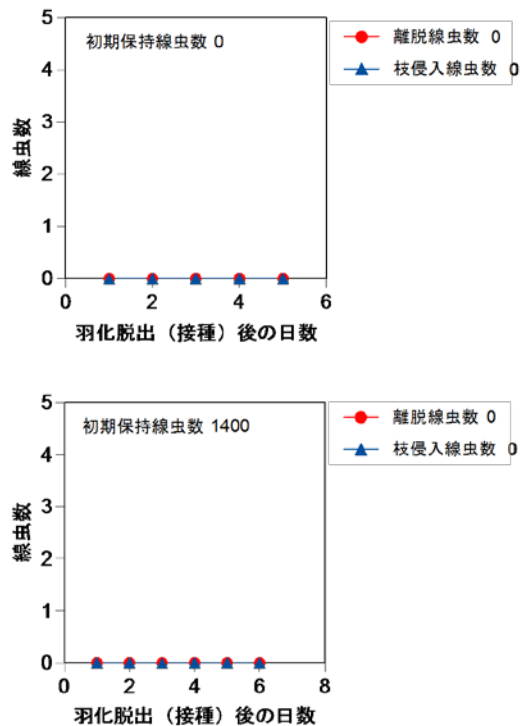 初期保持線虫数 0
離脱線虫数 0
枝侵入線虫数 0
線虫数
5
4
3
2
1
0
0 2 4 6
羽化脱出（接種）後の日数
初期保持線虫数 1400
離脱線虫数 0
枝侵入線虫数 0
線虫数
5
4
3
2
1
0
0 2 4 6 8
羽化脱出（接種）後の日数